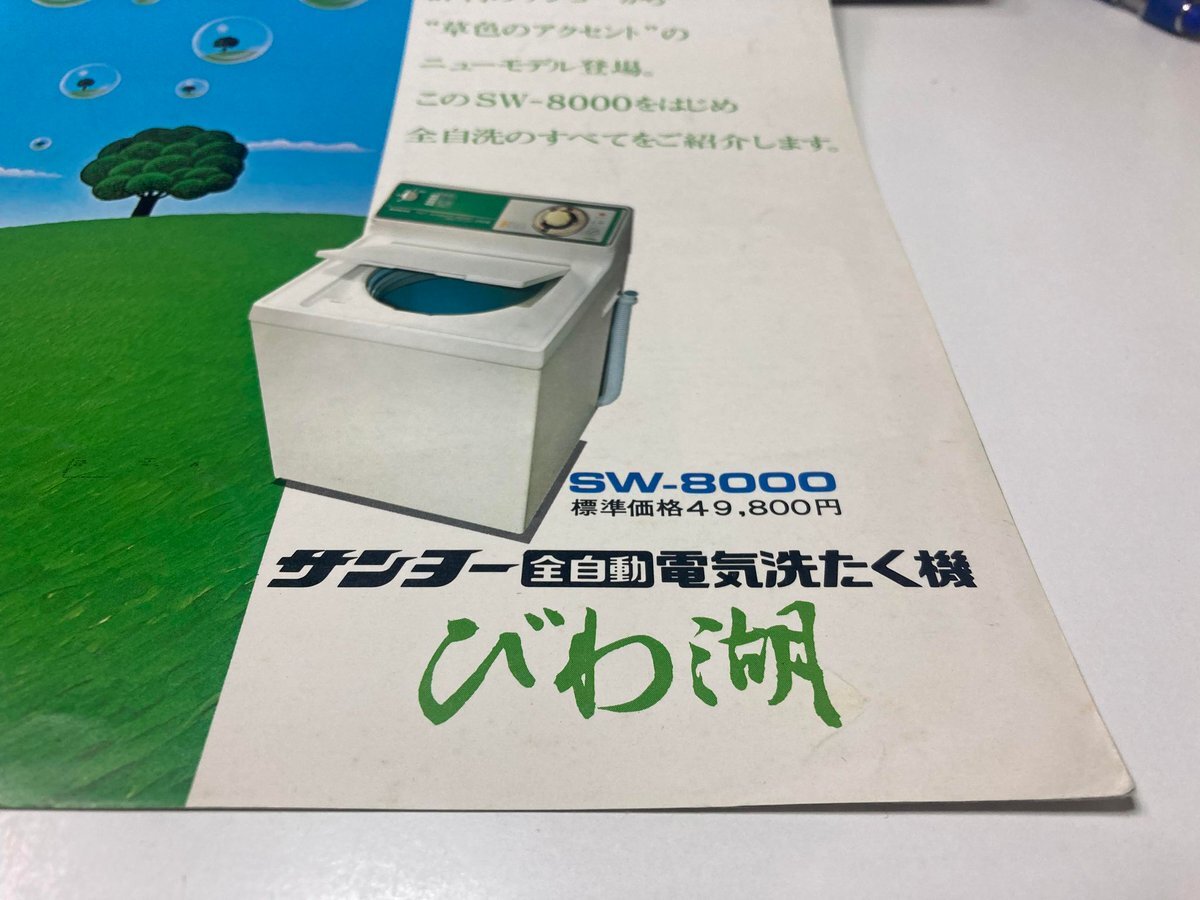 “草色のアクセント”の
ニューモデル登場。
このSW-8000をはじめ
全自洗のすべてをご紹介します。
SW-8000
標準価格49,800円
サンヨー全自動電気洗たく機
びわ湖